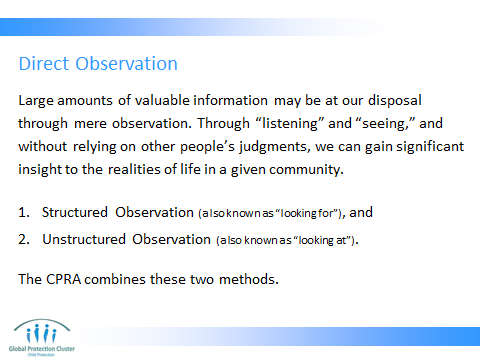 Direct Observation
Large amounts of valuable information may be at our disposal
through mere observation. Through “listening” and “seeing,” and
without relying on other people’s judgments, we can gain significant
insight to the realities of life in a given community.
1. Structured Observation (also known as “looking for”), and
2. Unstructured Observation (also known as “looking at”).
The CPRA combines these two methods.
Global Protection Cluster
Child Protection